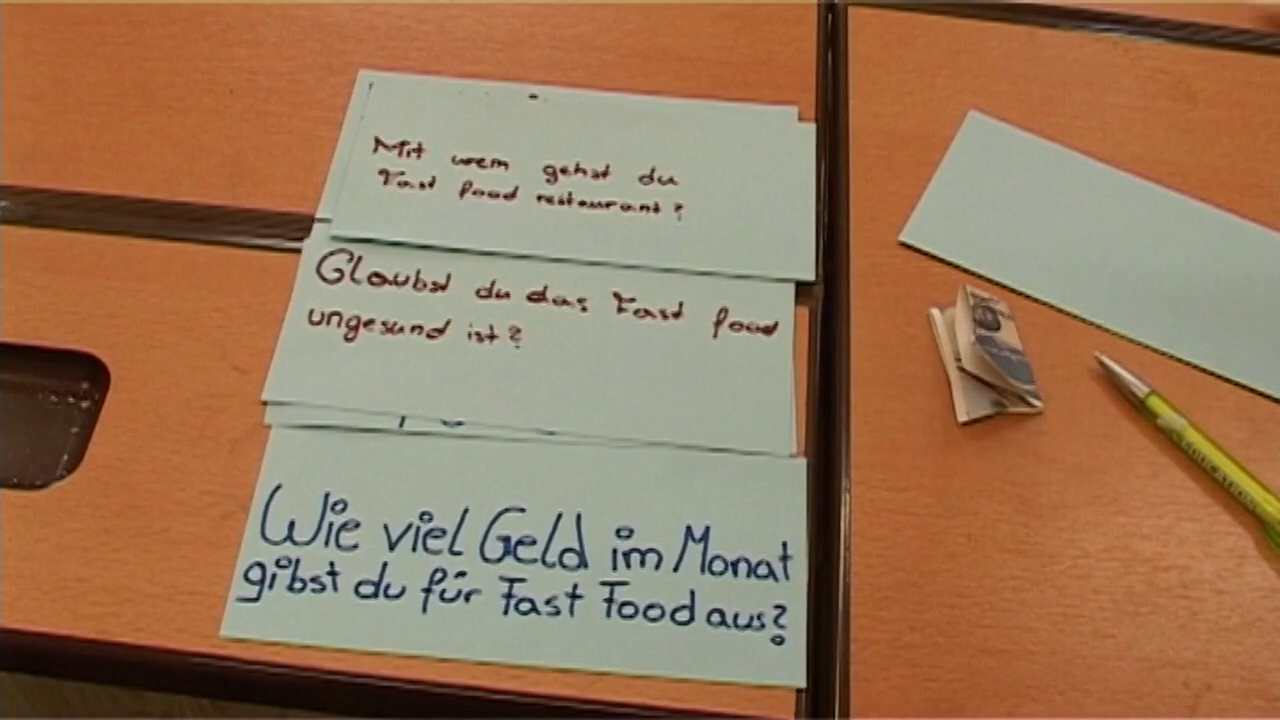 Mit wem gehst du
Fast food restaurant?
Glaubst du das Fast food
ungesund ist?
Wie viel Geld im Monat
gibst du für Fast Food aus?